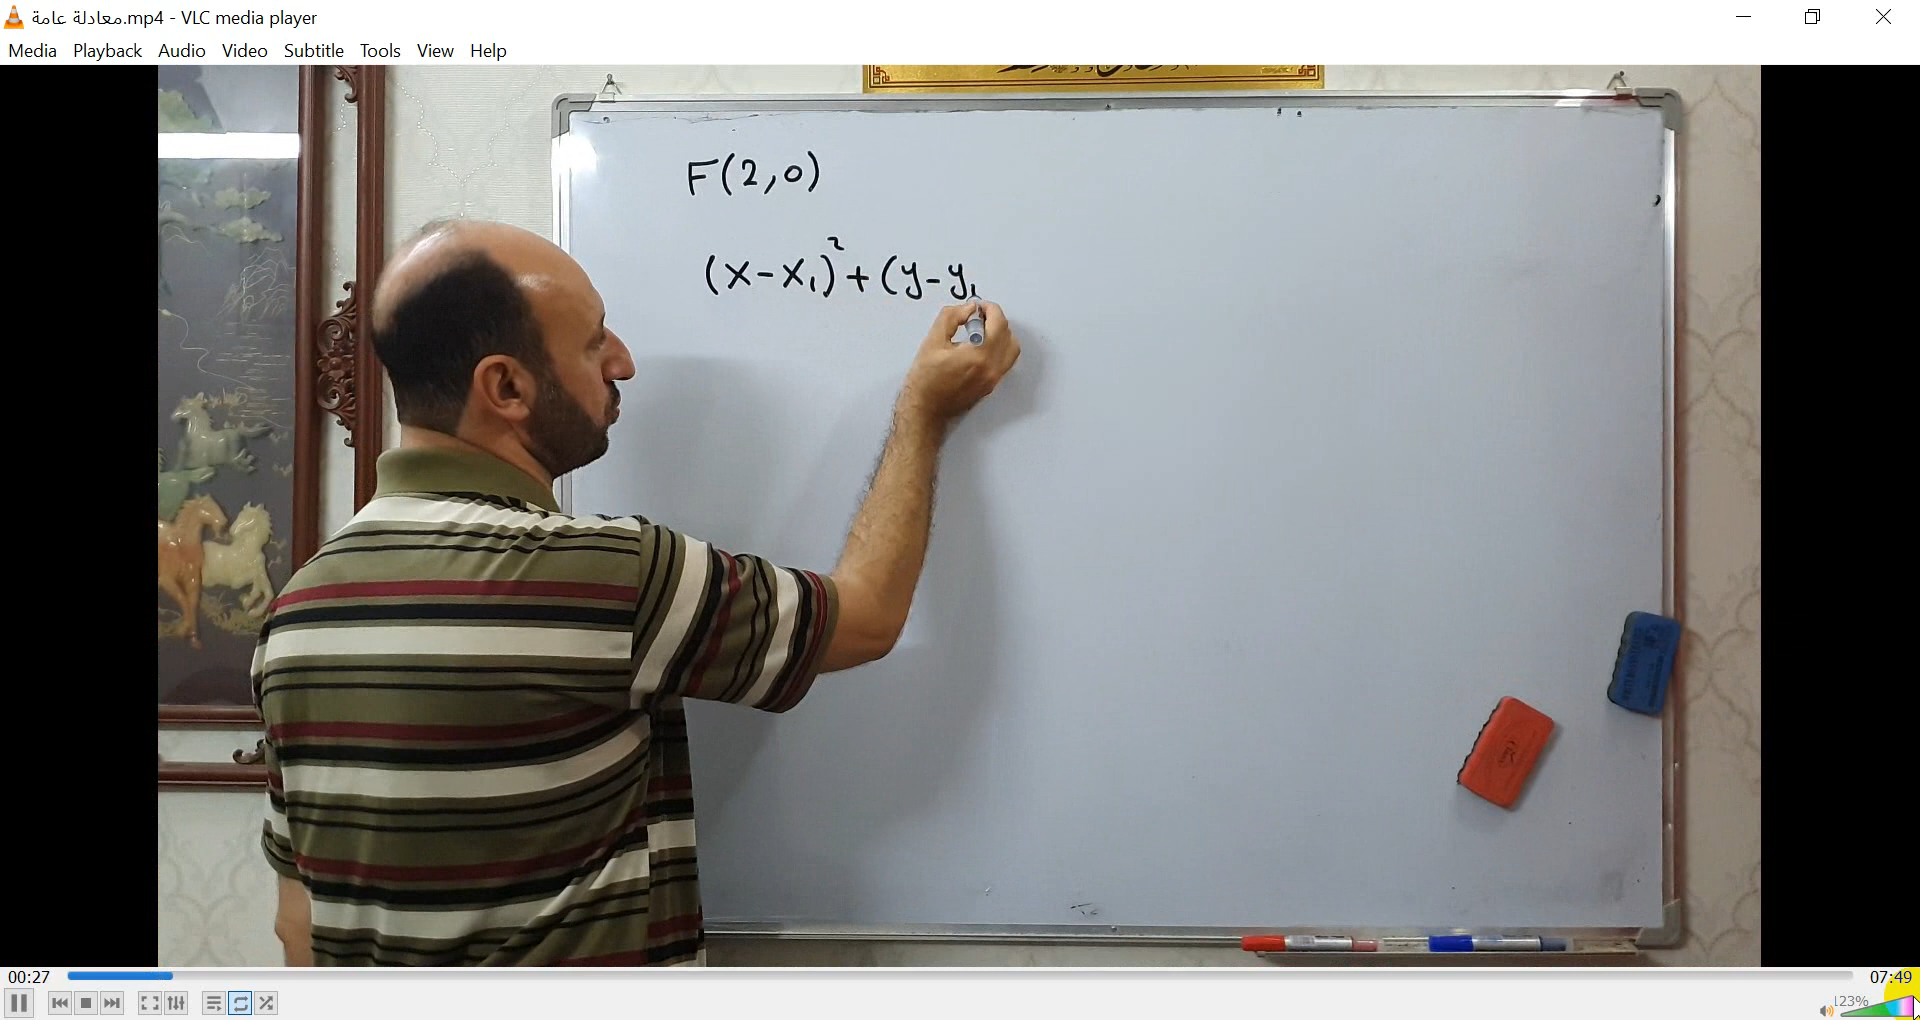 معادلة عامة.mp4 - VLC media player
Media Playback Audio Video Subtitle Tools View Help
F(2,0)
(x-x₁)²+(y-y₁
00:27
07:49
123%